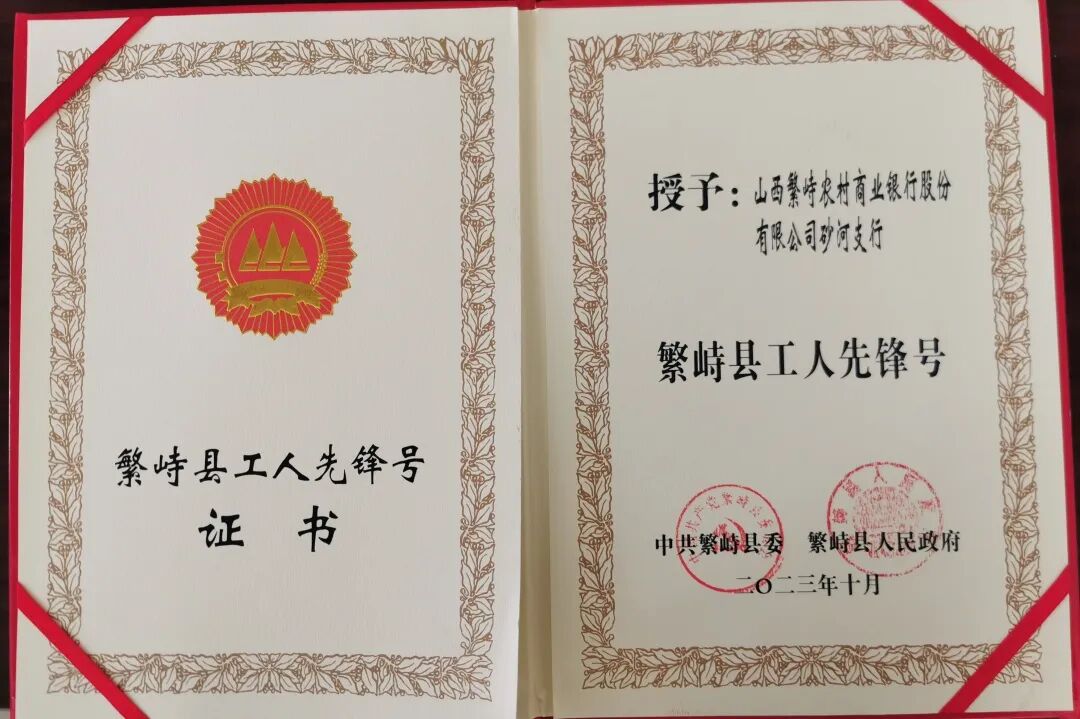 繁峙县工人先锋号
证 书
授予：山西繁峙农村商业银行股份
有限公司砂河支行
繁峙县工人先锋号
中共繁峙县委 繁峙县人民政府
二〇二三年十月